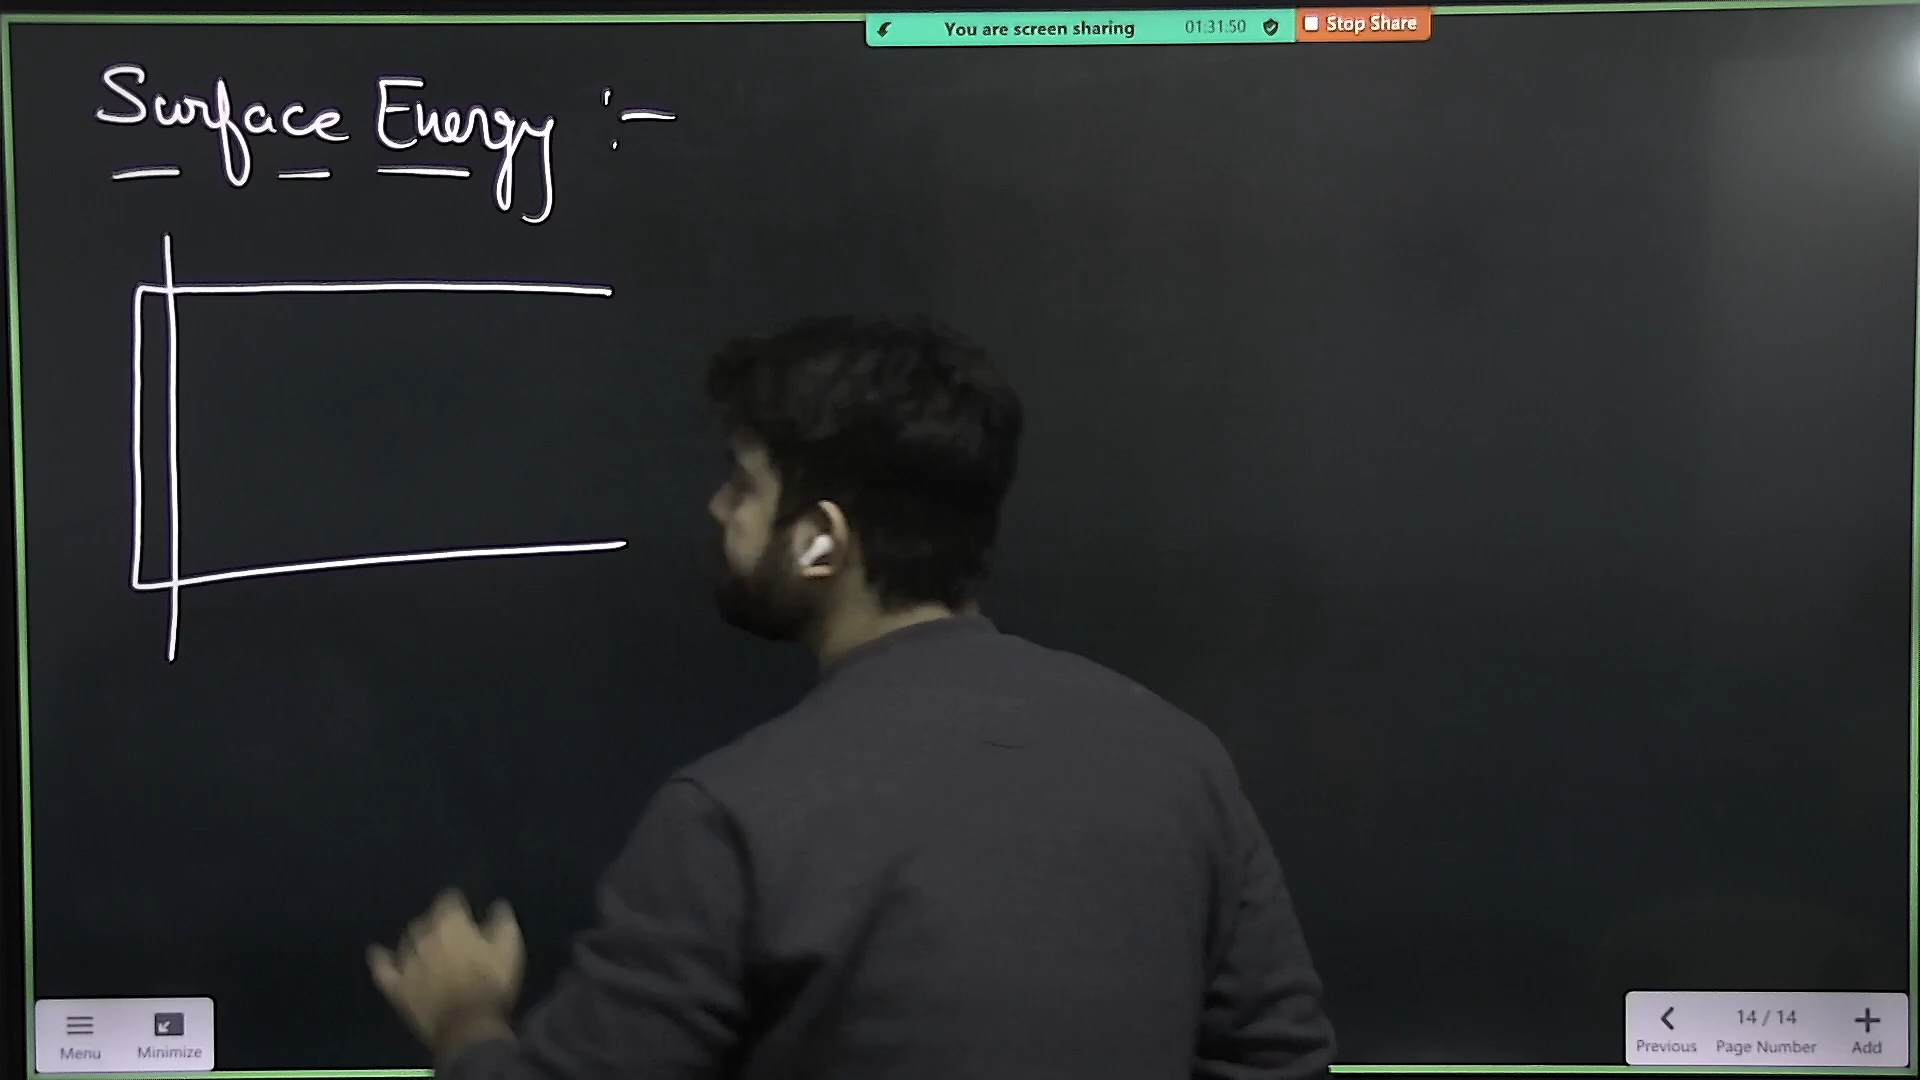 You are screen sharing 01:31:50 Stop Share
Surface Energy :-
Menu Minimize
14 / 14
Previous Page Number Add